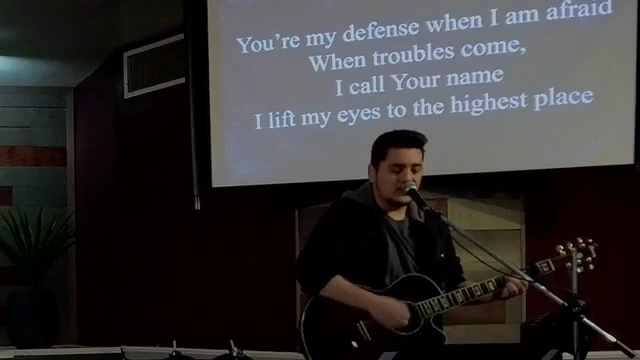 You're my defense when I am afraid
When troubles come,
I call Your name
I lift my eyes to the highest place